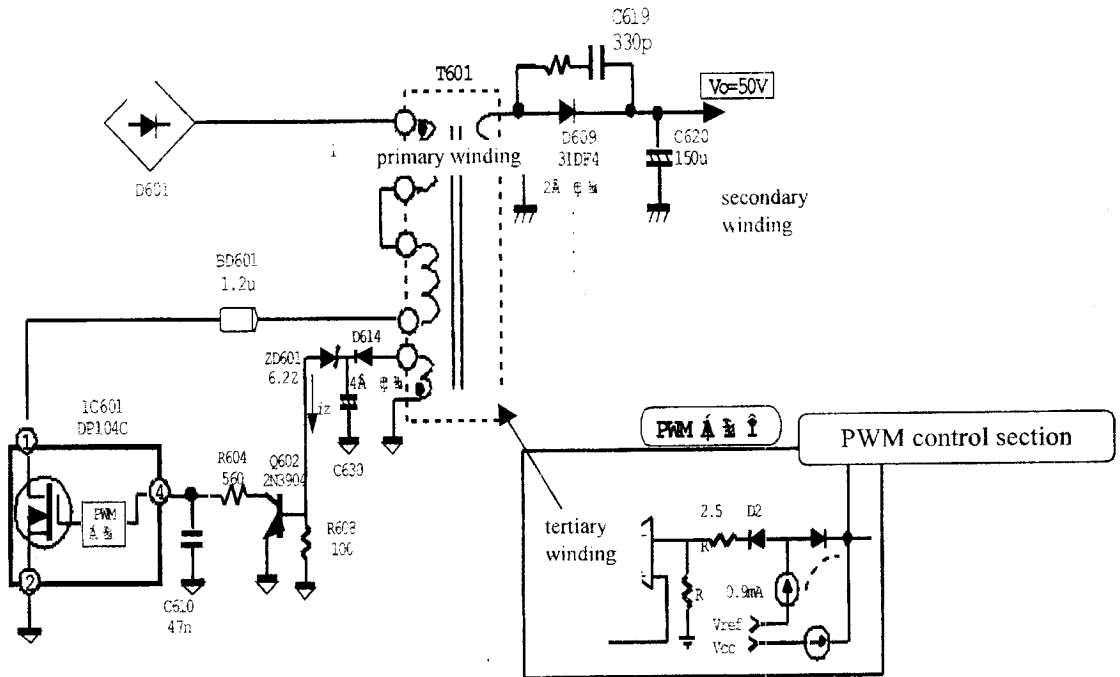 C619
330p
T601
Vo=50V
D609
31DF4
C620
150u
primary winding
D601
secondary
winding
BD601
1.2u
D614
ZD601
6.2Z
iz
C630
IC601
DP104C
1
2
4
PWM
R604
560
Q602
2N3904
R608
100
C610
47n
tertiary
winding
PWM
PWM control section
2.5
R
D2
R
0.9mA
Vref
Vcc